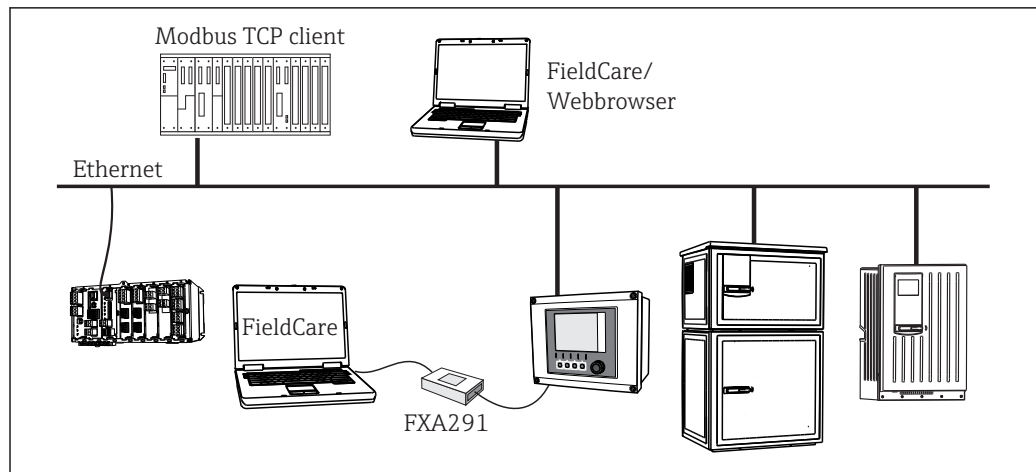 Modbus TCP client
FieldCare/
Webbrowser
Ethernet
FieldCare
FXA291